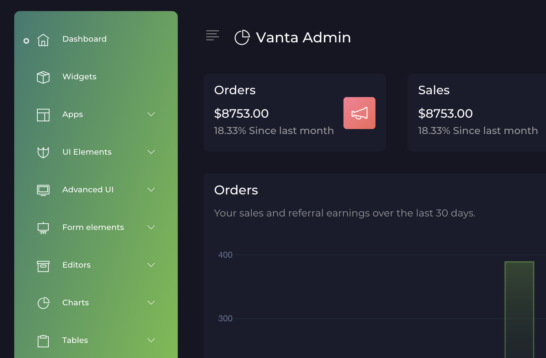 Dashboard
Widgets
Apps
UI Elements
Advanced UI
Form elements
Editors
Charts
Tables
Vanta Admin
Orders
$8753.00
18.33% Since last month
Sales
$8753.00
18.33% Since last month
Orders
Your sales and referral earnings over the last 30 days.
400
300